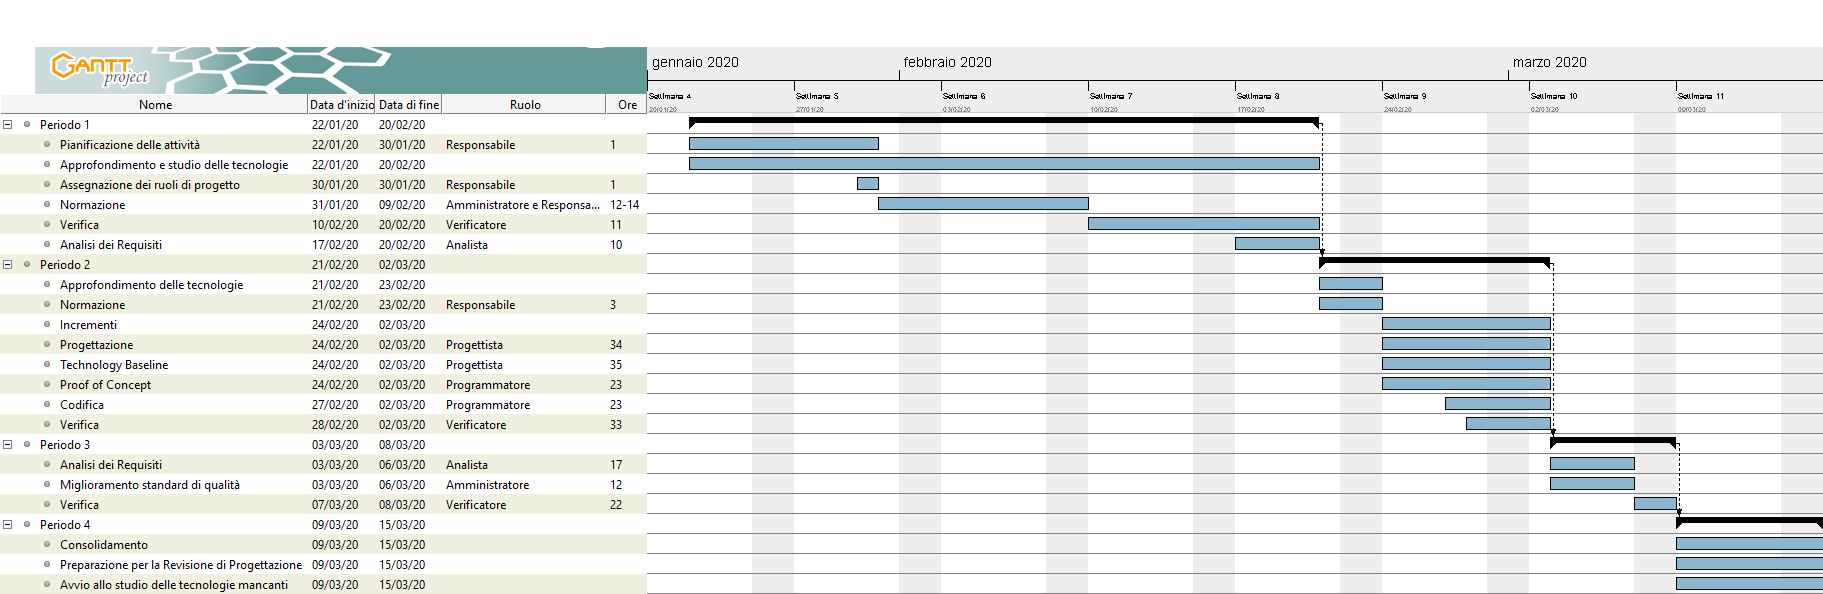 GANTT
project
gennaio 2020 febbraio 2020 marzo 2020
Settimana 4 Settimana 5 Settimana 6 Settimana 7 Settimana 8 Settimana 9 Settimana 10 Settimana 11
20/01/20 27/01/20 03/02/20 10/02/20 17/02/20 24/02/20 02/03/20 09/03/20
Nome Data d'inizio Data di fine Ruolo Ore
Periodo 1 22/01/20 20/02/20
Pianificazione delle attività 22/01/20 30/01/20 Responsabile 1
Approfondimento e studio delle tecnologie 22/01/20 20/02/20
Assegnazione dei ruoli di progetto 30/01/20 30/01/20 Responsabile 1
Normazione 31/01/20 09/02/20 Amministratore e Responsa... 12-14
Verifica 10/02/20 20/02/20 Verificatore 11
Analisi dei Requisiti 17/02/20 20/02/20 Analista 10
Periodo 2 21/02/20 02/03/20
Approfondimento delle tecnologie 21/02/20 23/02/20
Normazione 21/02/20 23/02/20 Responsabile 3
Incrementi 24/02/20 02/03/20
Progettazione 24/02/20 02/03/20 Progettista 34
Technology Baseline 24/02/20 02/03/20 Progettista 35
Proof of Concept 24/02/20 02/03/20 Programmatore 23
Codifica 27/02/20 02/03/20 Programmatore 23
Verifica 28/02/20 02/03/20 Verificatore 33
Periodo 3 03/03/20 08/03/20
Analisi dei Requisiti 03/03/20 06/03/20 Analista 17
Miglioramento standard di qualità 03/03/20 06/03/20 Amministratore 12
Verifica 07/03/20 08/03/20 Verificatore 22
Periodo 4 09/03/20 15/03/20
Consolidamento 09/03/20 15/03/20
Preparazione per la Revisione di Progettazione 09/03/20 15/03/20
Avvio allo studio delle tecnologie mancanti 09/03/20 15/03/20